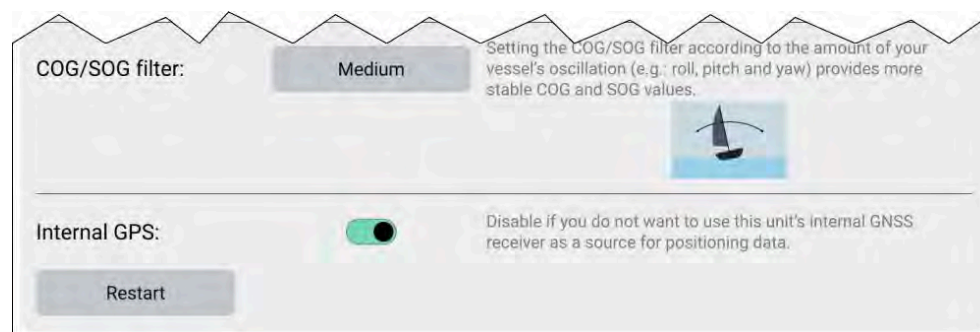 COG/SOG filter:
Medium
Setting the COG/SOG filter according to the amount of your
vessel's oscillation (e.g.: roll, pitch and yaw) provides more
stable COG and SOG values.
Internal GPS:
Disable if you do not want to use this unit's internal GNSS
receiver as a source for positioning data.
Restart